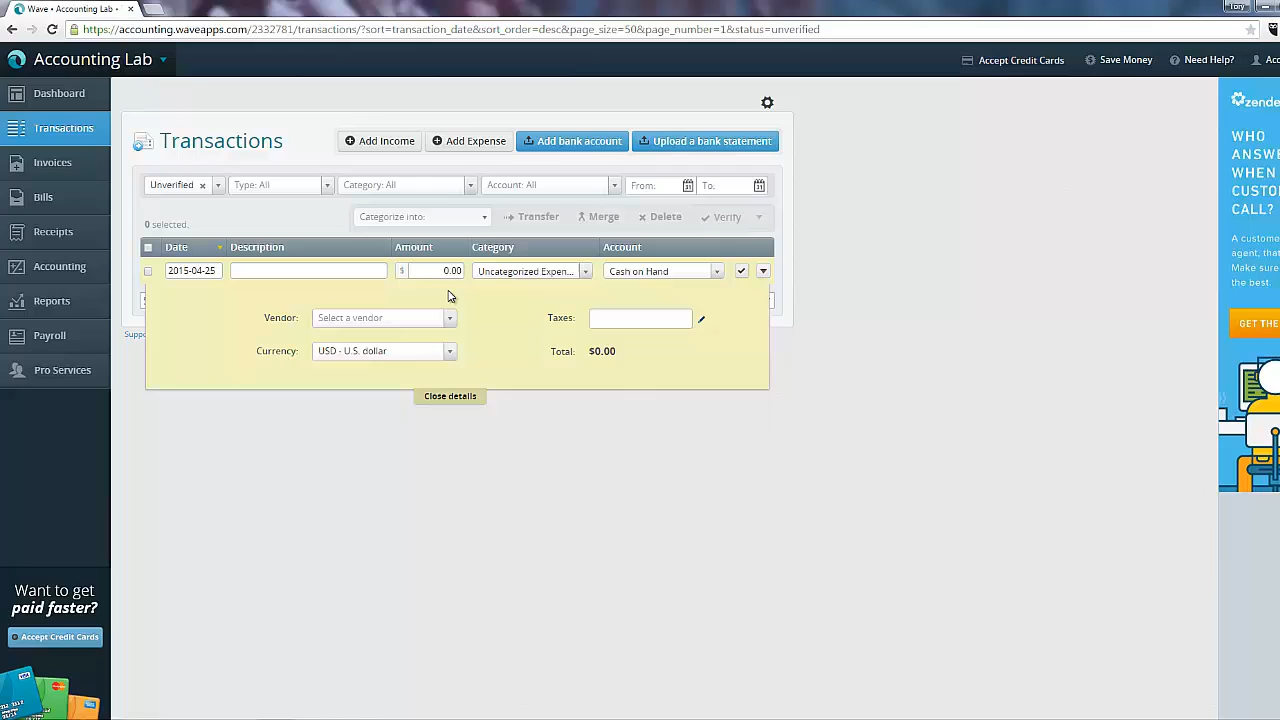 Wave • Accounting Lab •
Tory
https://accounting.waveapps.com/2332781/transactions/?sort=transaction_date&sort_order=desc&page_size=50&page_number=1&status=unverified
Accounting Lab
Accept Credit Cards
Save Money
Need Help?
Dashboard
Transactions
Invoices
Bills
Receipts
Accounting
Reports
Payroll
Pro Services
Want to get
paid faster?
Accept Credit Cards
Transactions
Add Income
Add Expense
Add bank account
Upload a bank statement
Unverified
Type: All
Category: All
Account: All
From:
To:
0 selected.
Categorize into:
Transfer
Merge
Delete
Verify
Date
Description
Amount
Category
Account
2015-04-25
$ 0.00
Uncategorized Expen...
Cash on Hand
Vendor:
Select a vendor
Taxes:
Currency:
USD - U.S. dollar
Total: $0.00
Close details
WHO
CUSTO
CALL?
A custome
Make sure
the best.
GET THE